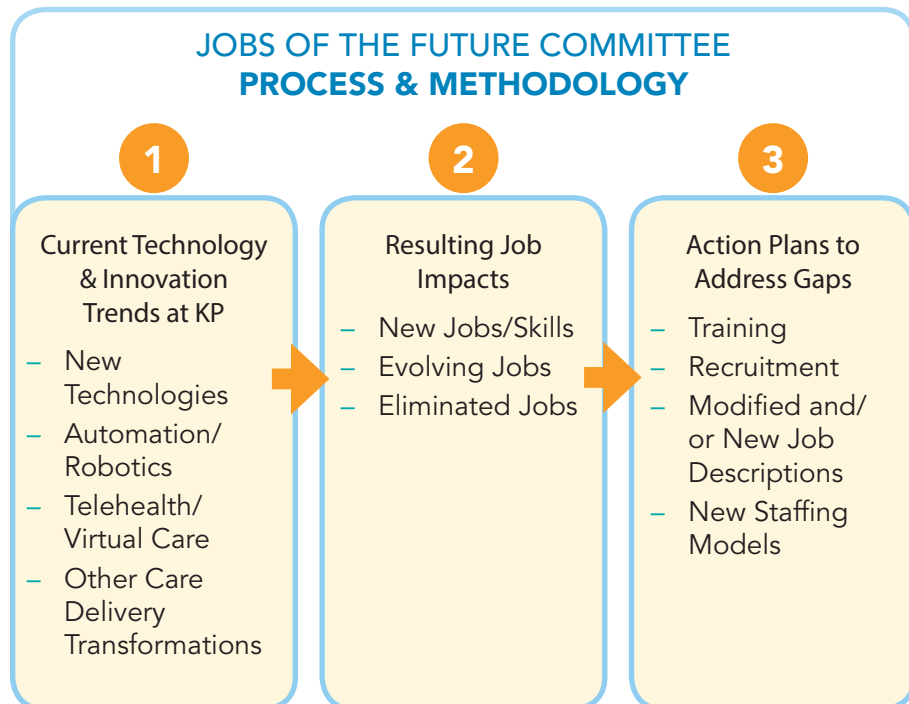 JOBS OF THE FUTURE COMMITTEE
PROCESS & METHODOLOGY
1
Current Technology
& Innovation
Trends at KP
– New
Technologies
– Automation/
Robotics
– Telehealth/
Virtual Care
– Other Care
Delivery
Transformations
2
Resulting Job
Impacts
– New Jobs/Skills
– Evolving Jobs
– Eliminated Jobs
3
Action Plans to
Address Gaps
– Training
– Recruitment
– Modified and/
or New Job
Descriptions
– New Staffing
Models